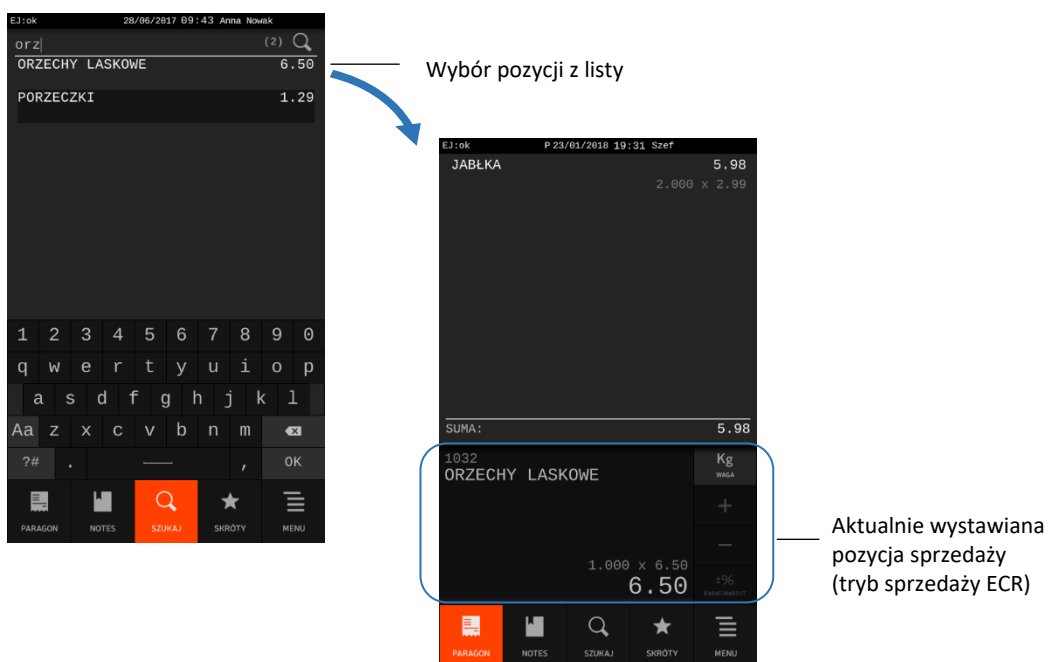 EJ:ok 28/06/2017 09:43 Anna Nowak
orz (2)
ORZECHY LASKOWE 6.50
PORZECZKI 1.29
1 2 3 4 5 6 7 8 9 0
q w e r t y u i o p
a s d f g h j k l
Aa z x c v b n m
?# . , OK
PARAGON NOTES SZUKAJ SKRÓTY MENU
Wybór pozycji z listy
EJ:ok P 23/01/2018 19:31 Szef
JABŁKA 5.98
2.000 x 2.99
SUMA: 5.98
1032 Kg
ORZECHY LASKOWE WAGA
+
—
1.000 x 6.50
6.50 ±%
RABAT/NARZUT
PARAGON NOTES SZUKAJ SKRÓTY MENU
Aktualnie wystawiana
pozycja sprzedaży
(tryb sprzedaży ECR)